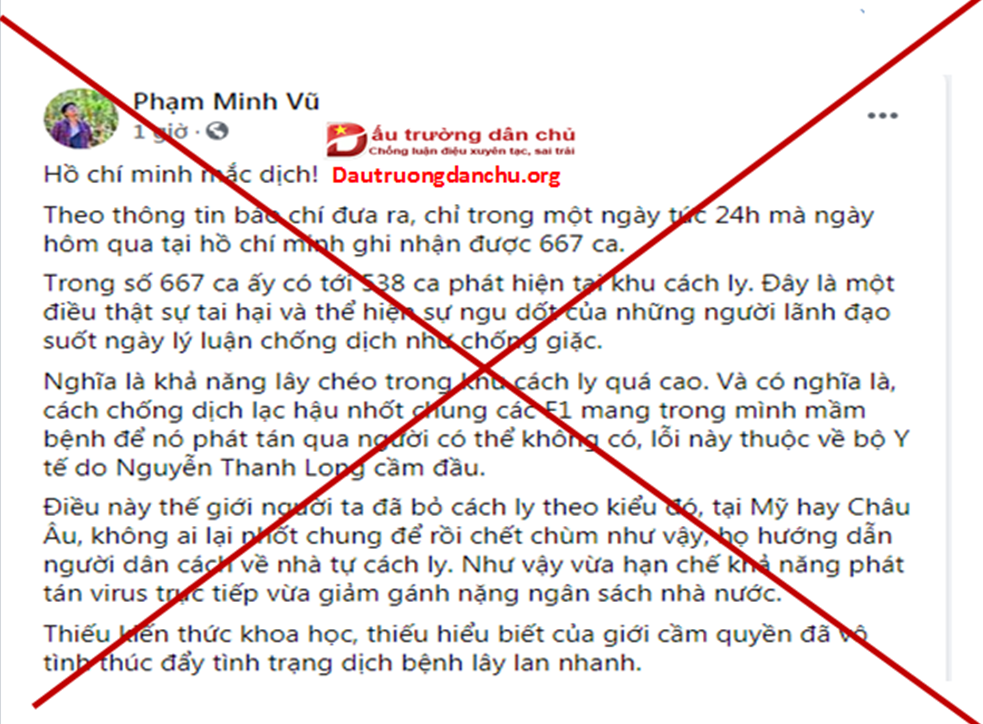 Phạm Minh Vũ
1 giờ ·
ấu trường dân chủ
Chống luận điệu xuyên tạc, sai trái
Hồ chí minh mắc dịch! Dautruongdanchu.org
Theo thông tin báo chí đưa ra, chỉ trong một ngày tức 24h mà ngày
hôm qua tại hồ chí minh ghi nhận được 667 ca.
Trong số 667 ca ấy có tới 538 ca phát hiện tại khu cách ly. Đây là một
điều thật sự tai hại và thể hiện sự ngu dốt của những người lãnh đạo
suốt ngày lý luận chống dịch như chống giặc.
Nghĩa là khả năng lây chéo trong khu cách ly quá cao. Và có nghĩa là,
cách chống dịch lạc hậu nhốt chung các F1 mang trong mình mầm
bệnh để nó phát tán qua người có thể không có, lỗi này thuộc về bộ Y
tế do Nguyễn Thanh Long cầm đầu.
Điều này thế giới người ta đã bỏ cách ly theo kiểu đó, tại Mỹ hay Châu
Âu, không ai lại nhốt chung để rồi chết chùm như vậy, họ hướng dẫn
người dân cách về nhà tự cách ly. Như vậy vừa hạn chế khả năng phát
tán virus trực tiếp vừa giảm gánh nặng ngân sách nhà nước.
Thiếu kiến thức khoa học, thiếu hiểu biết của giới cầm quyền đã vô
tình thúc đẩy tình trạng dịch bệnh lây lan nhanh.